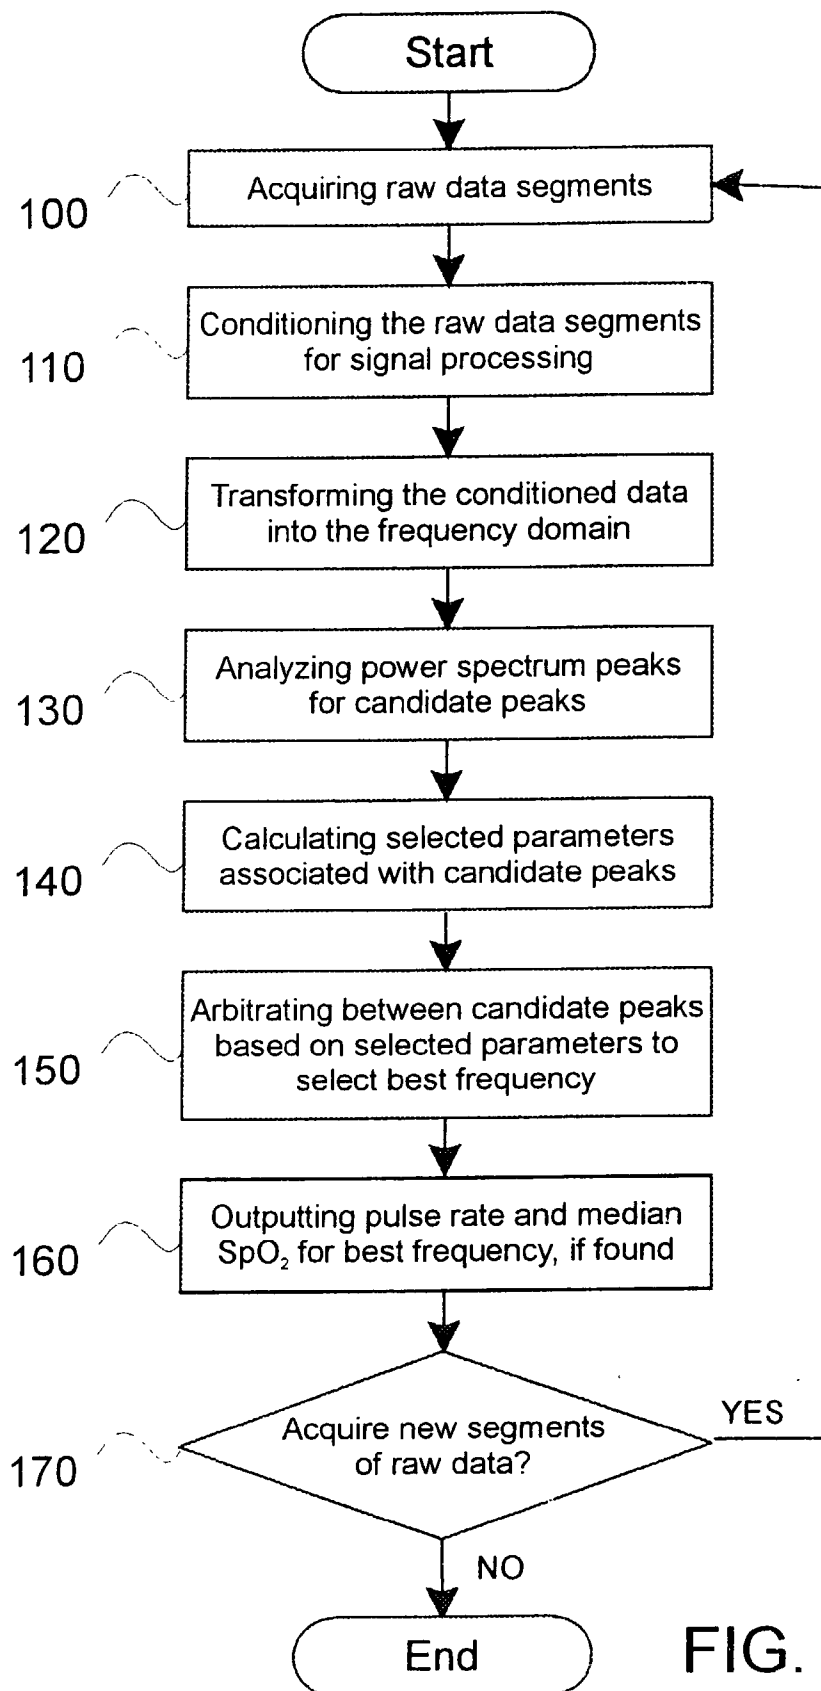 Start
100
Acquiring raw data segments
110
Conditioning the raw data segments
for signal processing
120
Transforming the conditioned data
into the frequency domain
130
Analyzing power spectrum peaks
for candidate peaks
140
Calculating selected parameters
associated with candidate peaks
150
Arbitrating between candidate peaks
based on selected parameters to
select best frequency
160
Outputting pulse rate and median
SpO₂ for best frequency, if found
170
Acquire new segments
of raw data?
YES
NO
End
FIG.